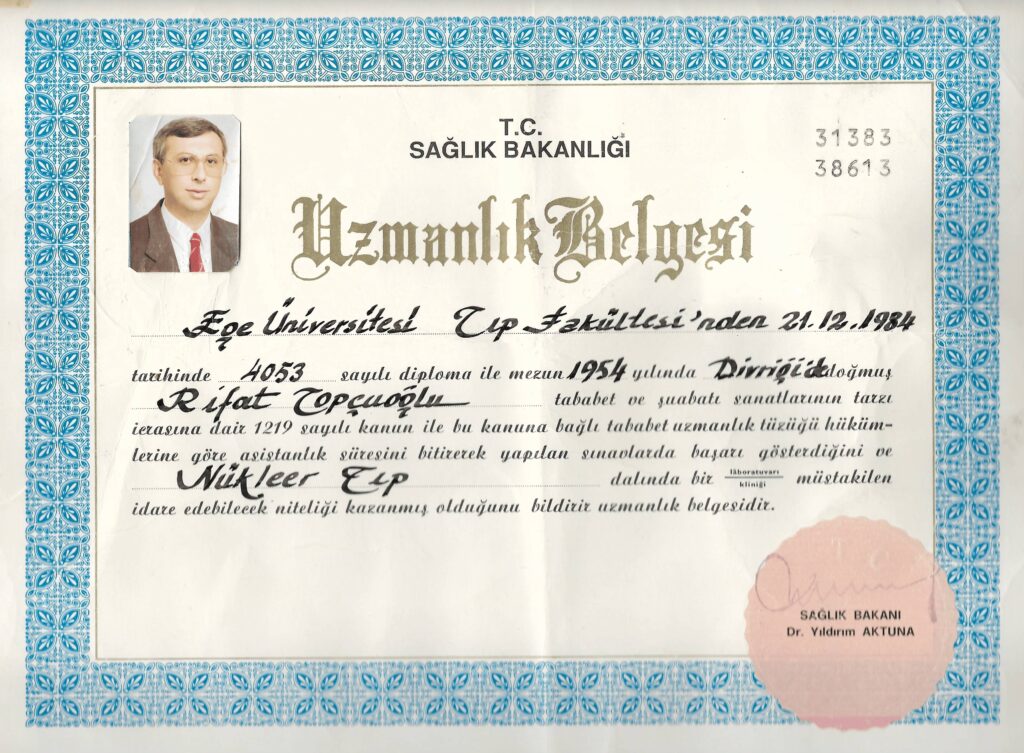 T.C.
SAĞLIK BAKANLIĞI
31383
38613
Uzmanlık Belgesi
Ege Üniversitesi Tıp Fakültesi'nden 21.12.1984
tarihinde 4053 sayılı diploma ile mezun 1954 yılında Divriği'de doğmuş
Rifat Topçuoğlu tababet ve şuabatı sanatlarının tarzı
icrasına dair 1219 sayılı kanun ile bu kanuna bağlı tababet uzmanlık tüzüğü hüküm-
lerine göre asistanlık süresini bitirerek yapılan sınavlarda başarı gösterdiğini ve
Nükleer Tıp dalında bir lâboratuvarı kliniği müstakilen
idare edebilecek niteliği kazanmış olduğunu bildirir uzmanlık belgesidir.
SAĞLIK BAKANI
Dr. Yıldırım AKTUNA